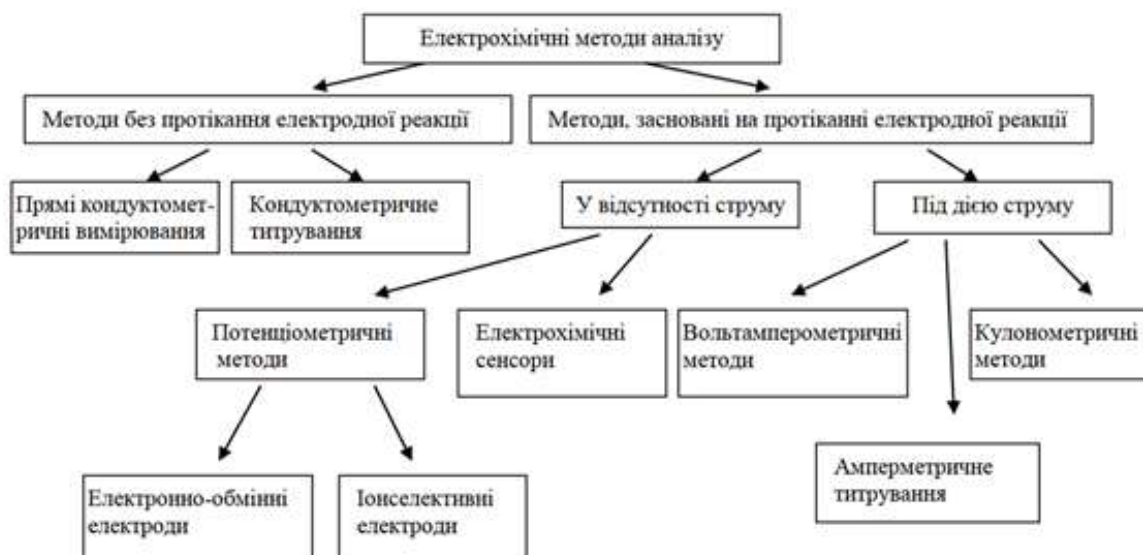 Електрохімічні методи аналізу
Методи без протікання електродної реакції
Методи, засновані на протіканні електродної реакції
Прямі кондуктомет-
ричні вимірювання
Кондуктометричне
титрування
У відсутності струму
Під дією струму
Потенціометричні
методи
Електрохімічні
сенсори
Вольтамперометричні
методи
Кулонометричні
методи
Електронно-обмінні
електроди
Іонселективні
електроди
Амперметричне
титрування